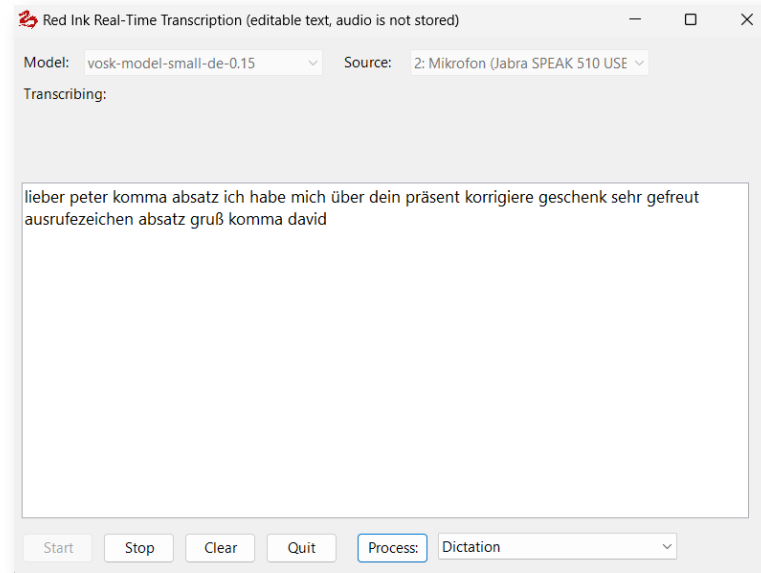 Red Ink Real-Time Transcription (editable text, audio is not stored)
Model: vosk-model-small-de-0.15 Source: 2: Mikrofon (Jabra SPEAK 510 USE
Transcribing:
lieber peter komma absatz ich habe mich über dein präsent korrigiere geschenk sehr gefreut
ausrufezeichen absatz gruß komma david
Start Stop Clear Quit Process: Dictation